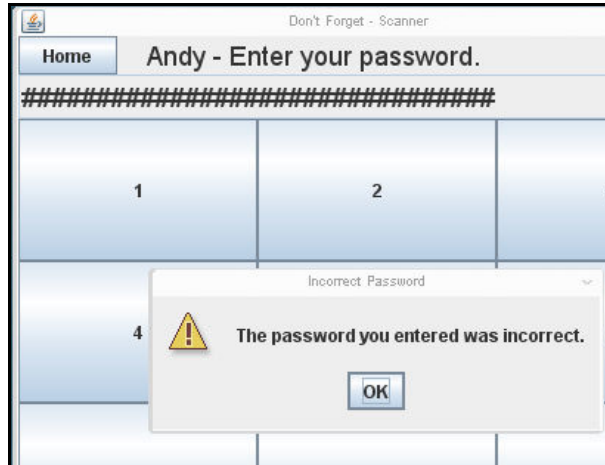 Don't Forget - Scanner
Home
Andy - Enter your password.
###################################
1
2
4
Incorrect Password
The password you entered was incorrect.
OK